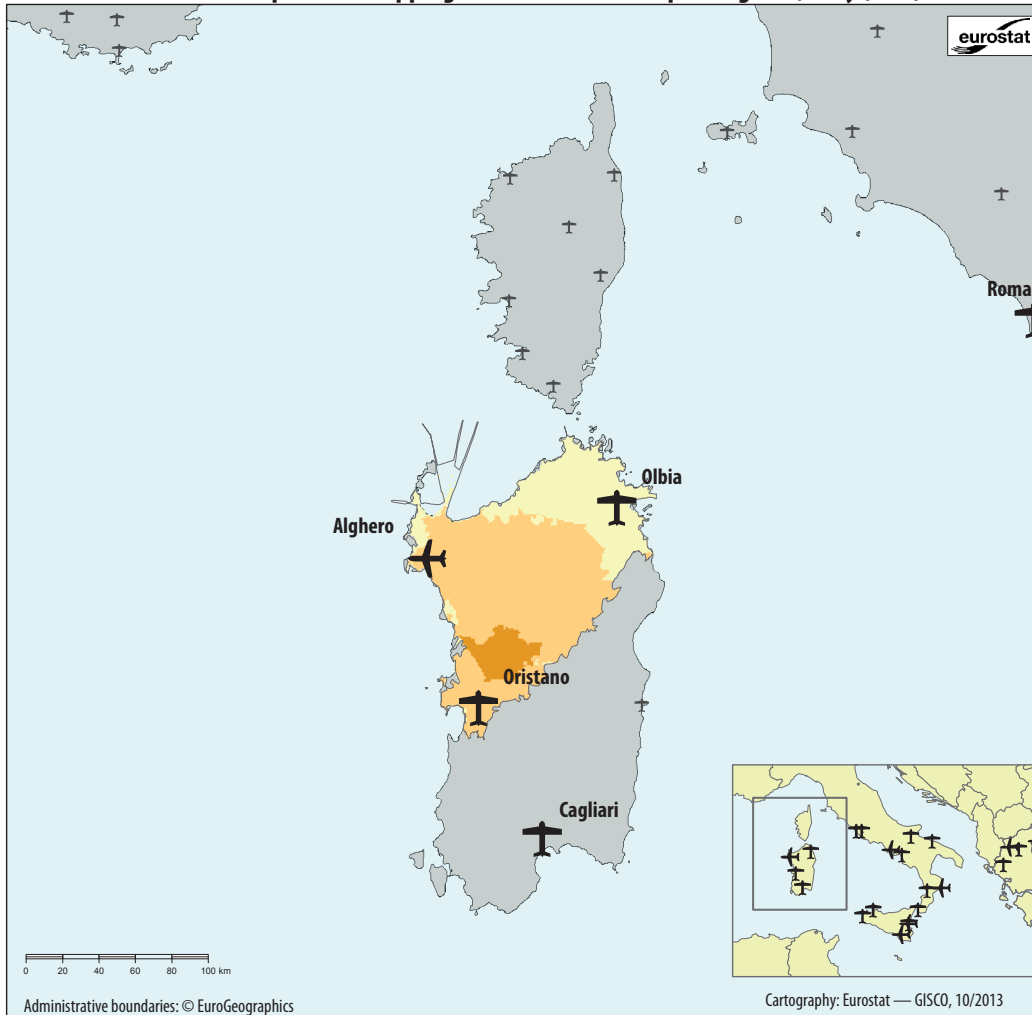 eurostat
Roma
Olbia
Alghero
Oristano
Cagliari
0 20 40 60 80 100 km
Administrative boundaries: © EuroGeographics
Cartography: Eurostat — GISCO, 10/2013